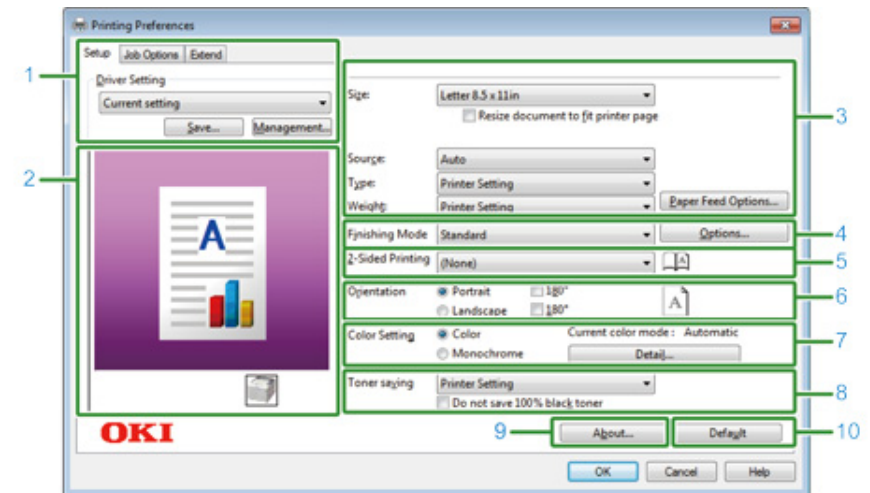 Printing Preferences
Setup Job Options Extend
Driver Setting
Current setting
Save... Management...
1
2
A
Size: Letter 8.5 x 11in
Resize document to fit printer page
Source: Auto
Type: Printer Setting
Weight: Printer Setting Paper Feed Options...
3
Finishing Mode Standard Options...
4
2-Sided Printing (None) A
5
Orientation Portrait 180°
Landscape 180°
A
6
Color Setting Color Current color mode : Automatic
Monochrome Detail...
7
Toner saving Printer Setting
Do not save 100% black toner
8
OKI
9 About... Default 10
OK Cancel Help